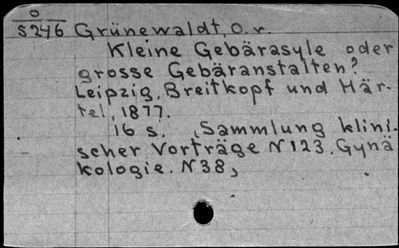 O
S246 Grünewaldt, O. v.
Kleine Gebärasyle oder
grosse Gebäranstalten?
Leipzig, Breitkopf und Här-
tel, 1877.
16 s. (Sammlung klini-
scher Vorträge N 123. Gynä
kologie. N 38)